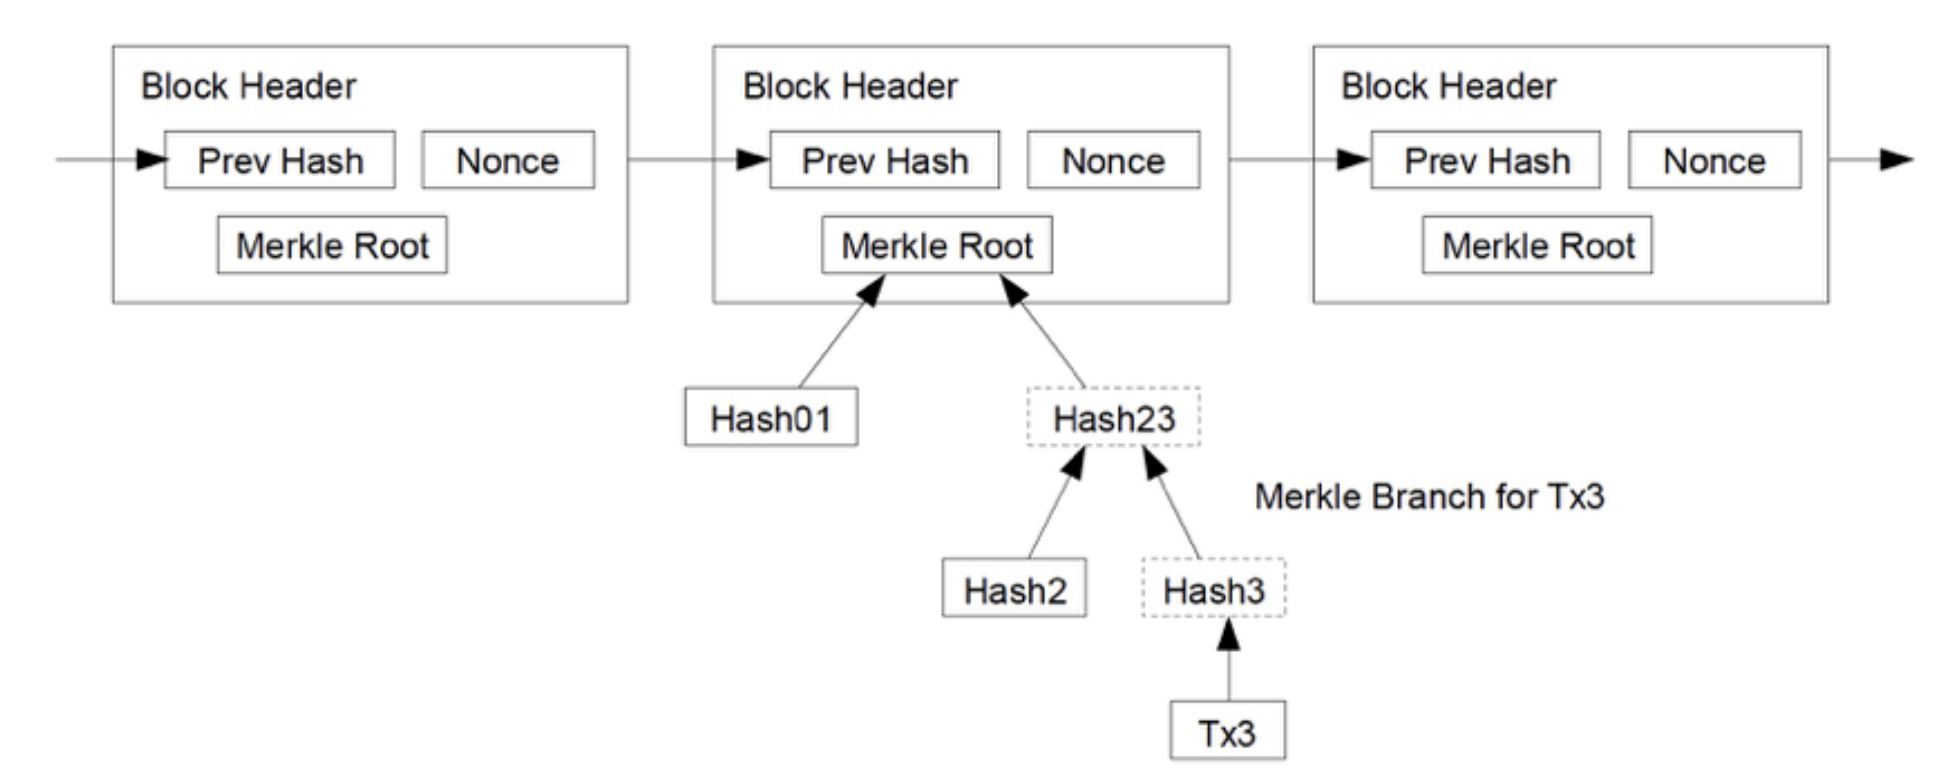 Block Header
Block Header
Block Header
Prev Hash
Nonce
Prev Hash
Nonce
Prev Hash
Nonce
Merkle Root
Merkle Root
Merkle Root
Hash01
Hash23
Merkle Branch for Tx3
Hash2
Hash3
Tx3